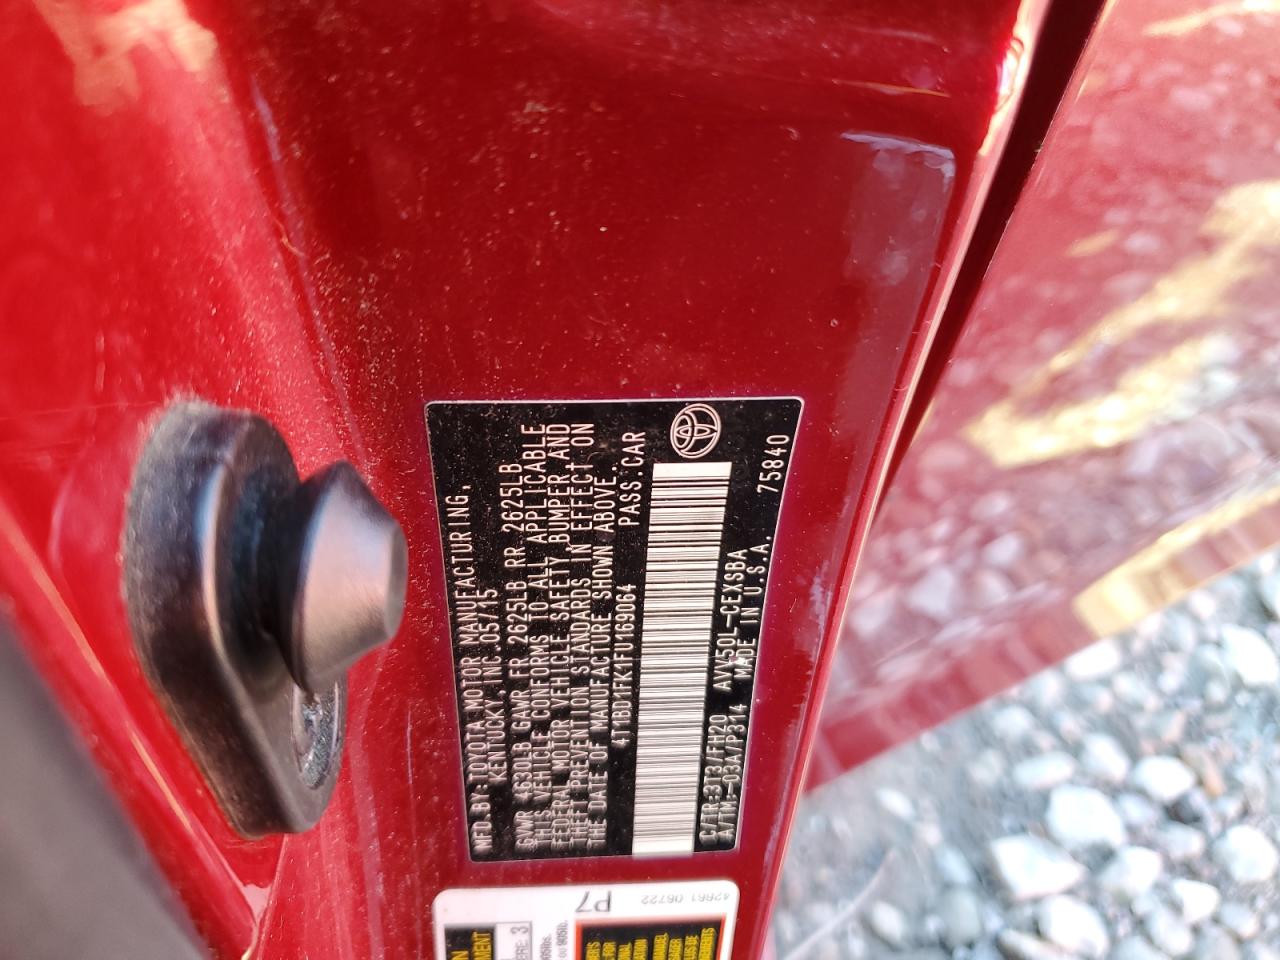 MFD.BY: TOYOTA MOTOR MANUFACTURING,
KENTUCKY, INC. 05/15
GVWR 4630LB GAWR FR 2625LB RR 2625LB
THIS VEHICLE CONFORMS TO ALL APPLICABLE
FEDERAL MOTOR VEHICLE SAFETY, BUMPER AND
THEFT PREVENTION STANDARDS IN EFFECT ON
THE DATE OF MANUFACTURE SHOWN ABOVE.
4T1BD1FK1FU169064 PASS.CAR
C/TR:3T3/FH20 AVV50L-CEXSBA
A/TM:-03A/P314 MADE IN U.S.A. 75840
P7
42661 06722